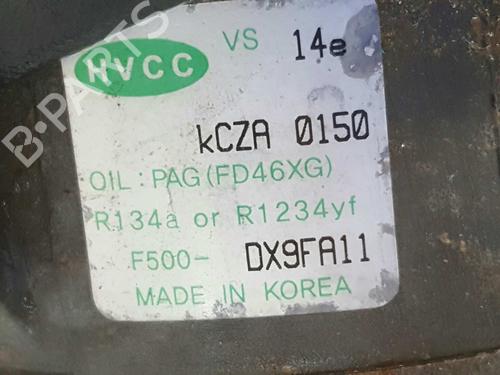 HVCC VS 14e
kCZA 0150
OIL: PAG(FD46XG)
R134a or R1234yf
F500- DX9FA11
MADE IN KOREA
B-PARTS